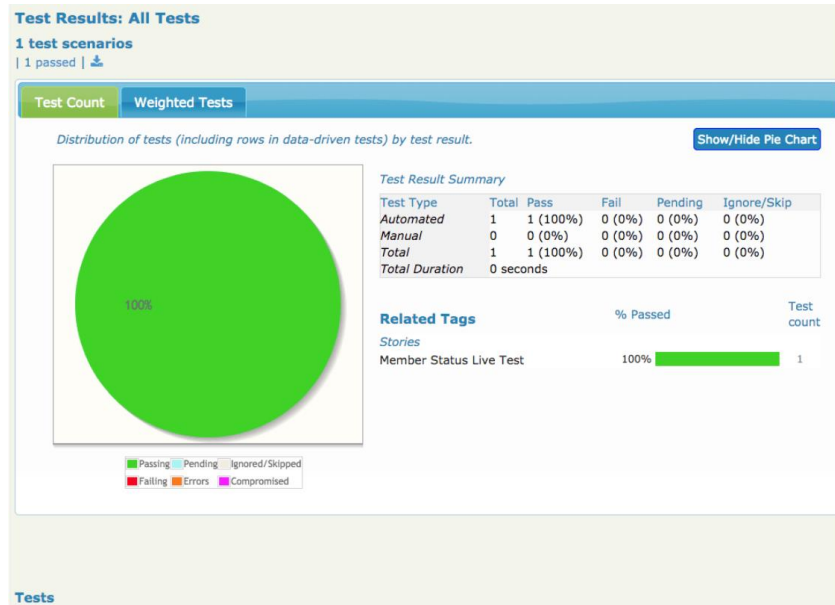 Test Results: All Tests
1 test scenarios
| 1 passed |
Test Count Weighted Tests
Distribution of tests (including rows in data-driven tests) by test result.
Show/Hide Pie Chart
100%
Passing Pending Ignored/Skipped
Failing Errors Compromised
Test Result Summary
Test Type Total Pass Fail Pending Ignore/Skip
Automated 1 1 (100%) 0 (0%) 0 (0%) 0 (0%)
Manual 0 0 (0%) 0 (0%) 0 (0%) 0 (0%)
Total 1 1 (100%) 0 (0%) 0 (0%) 0 (0%)
Total Duration 0 seconds
Related Tags % Passed Test count
Stories
Member Status Live Test 100% 1
Tests